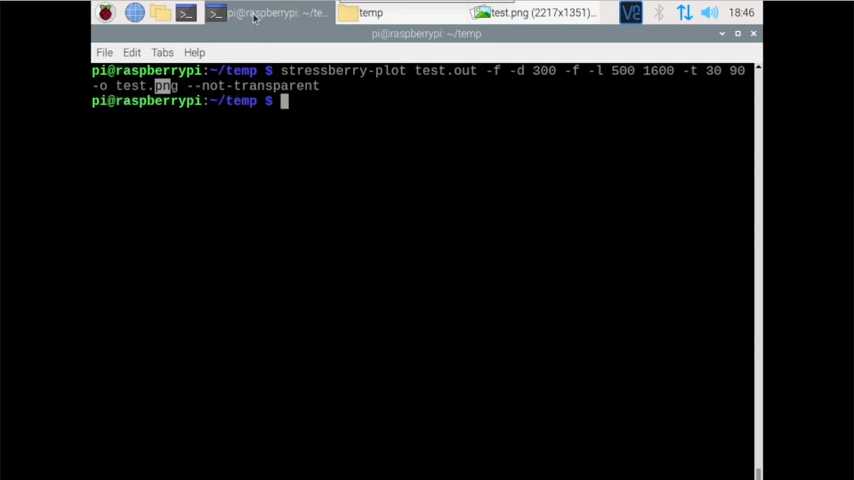 pi@raspberrypi: ~/te... temp test.png (2217x1351)... V2 18:46
pi@raspberrypi: ~/temp
File Edit Tabs Help
pi@raspberrypi:~/temp $ stressberry-plot test.out -f -d 300 -f -l 500 1600 -t 30 90
-o test.png --not-transparent
pi@raspberrypi:~/temp $